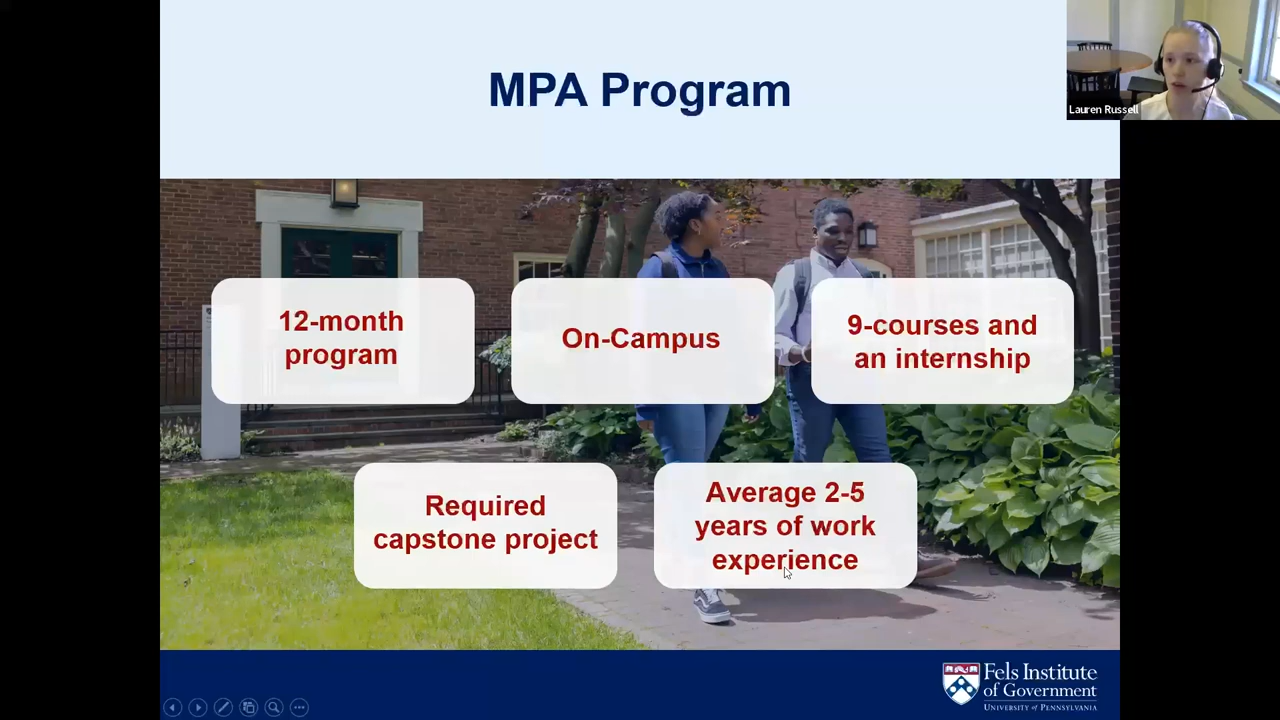 MPA Program
Lauren Russell
12-month
program
On-Campus
9-courses and
an internship
Required
capstone project
Average 2-5
years of work
experience
Fels Institute
of Government
UNIVERSITY OF PENNSYLVANIA